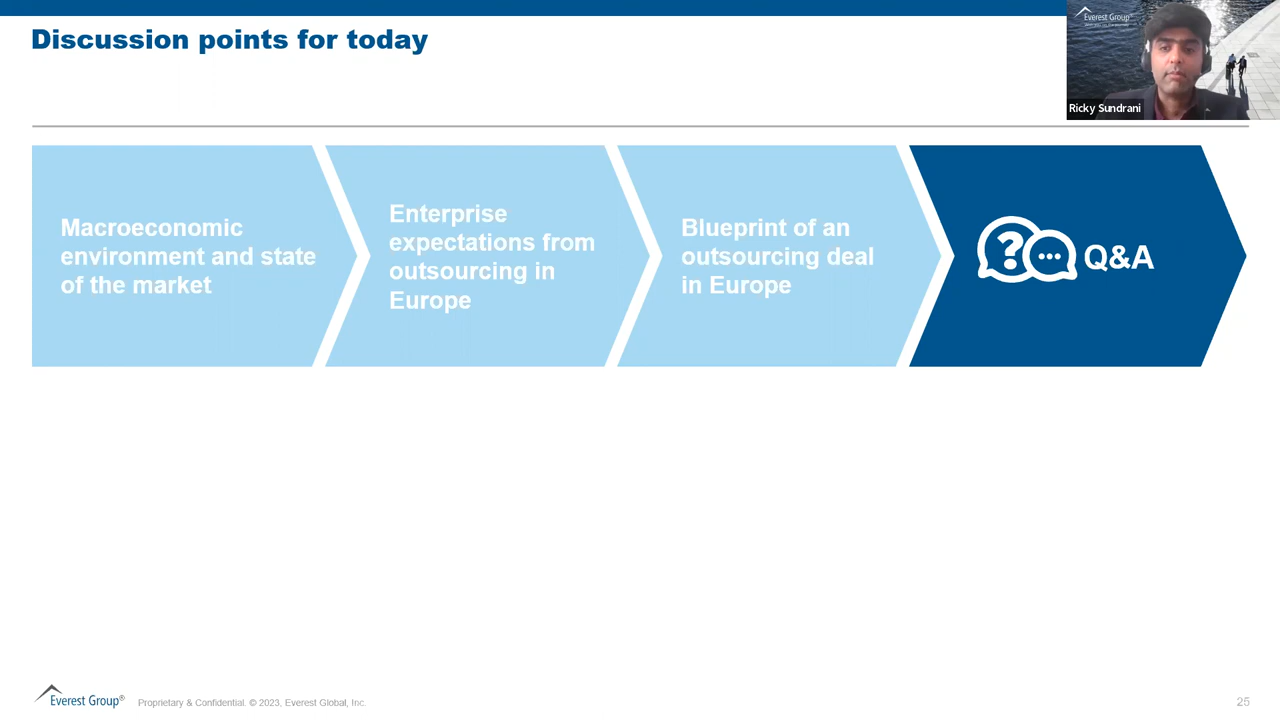 Discussion points for today
Everest Group®
Ricky Sundrani
Macroeconomic
environment and state
of the market
Enterprise
expectations from
outsourcing in
Europe
Blueprint of an
outsourcing deal
in Europe
? Q&A
Everest Group®
Proprietary & Confidential. © 2023, Everest Global, Inc.
25